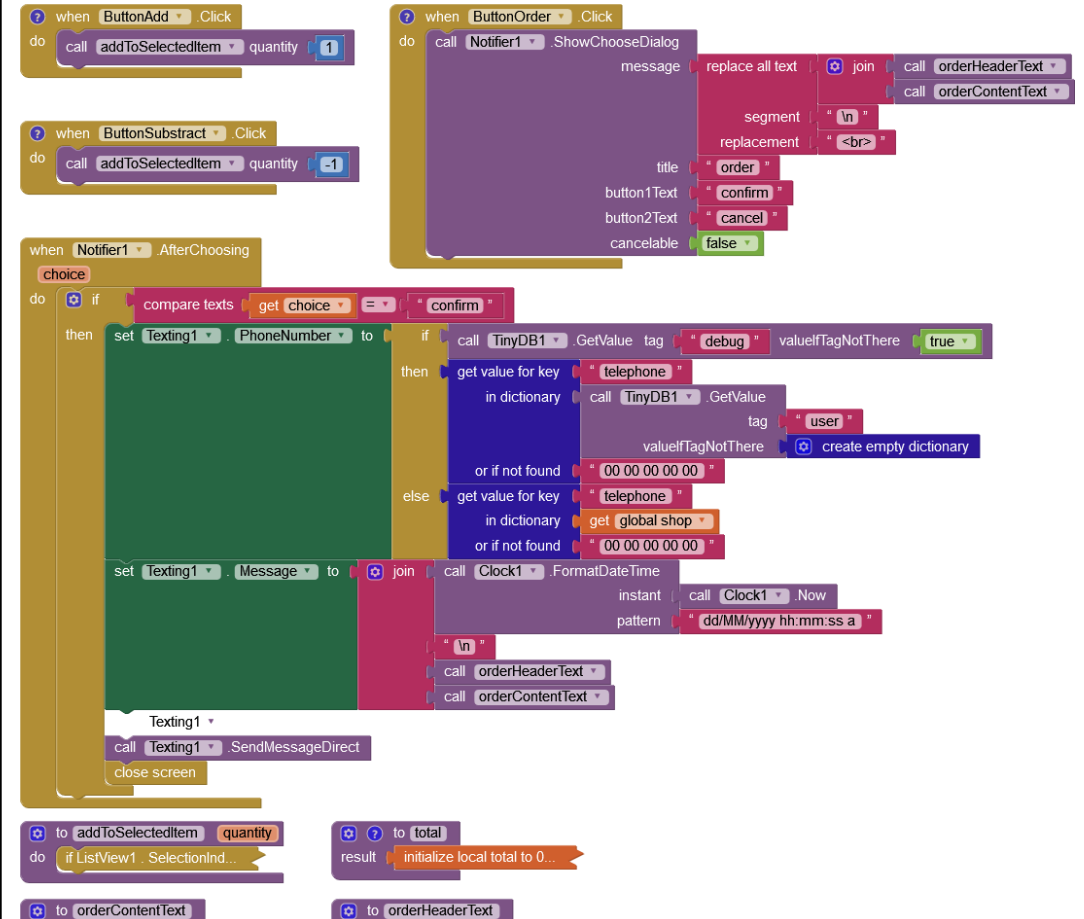 when ButtonAdd .Click
do call addToSelectedItem quantity 1
when ButtonSubstract .Click
do call addToSelectedItem quantity -1
when ButtonOrder .Click
do call Notifier1 .ShowChooseDialog
message replace all text join call orderHeaderText
call orderContentText
segment “ \n ”
replacement “ <br> ”
title “ order ”
button1Text “ confirm ”
button2Text “ cancel ”
cancelable false
when Notifier1 .AfterChoosing
choice
do if compare texts get choice = “ confirm ”
then set Texting1 . PhoneNumber to if call TinyDB1 .GetValue tag “ debug ” valueIfTagNotThere true
then get value for key “ telephone ”
in dictionary call TinyDB1 .GetValue
tag “ user ”
valueIfTagNotThere create empty dictionary
or if not found “ 00 00 00 00 00 ”
else get value for key “ telephone ”
in dictionary get global shop
or if not found “ 00 00 00 00 00 ”
set Texting1 . Message to join call Clock1 .FormatDateTime
instant call Clock1 .Now
pattern “ dd/MM/yyyy hh:mm:ss a ”
“ \n ”
call orderHeaderText
call orderContentText
Texting1
call Texting1 .SendMessageDirect
close screen
to addToSelectedItem quantity
do if ListView1 . SelectionInd...
to total
result initialize local total to 0...
to orderContentText
to orderHeaderText